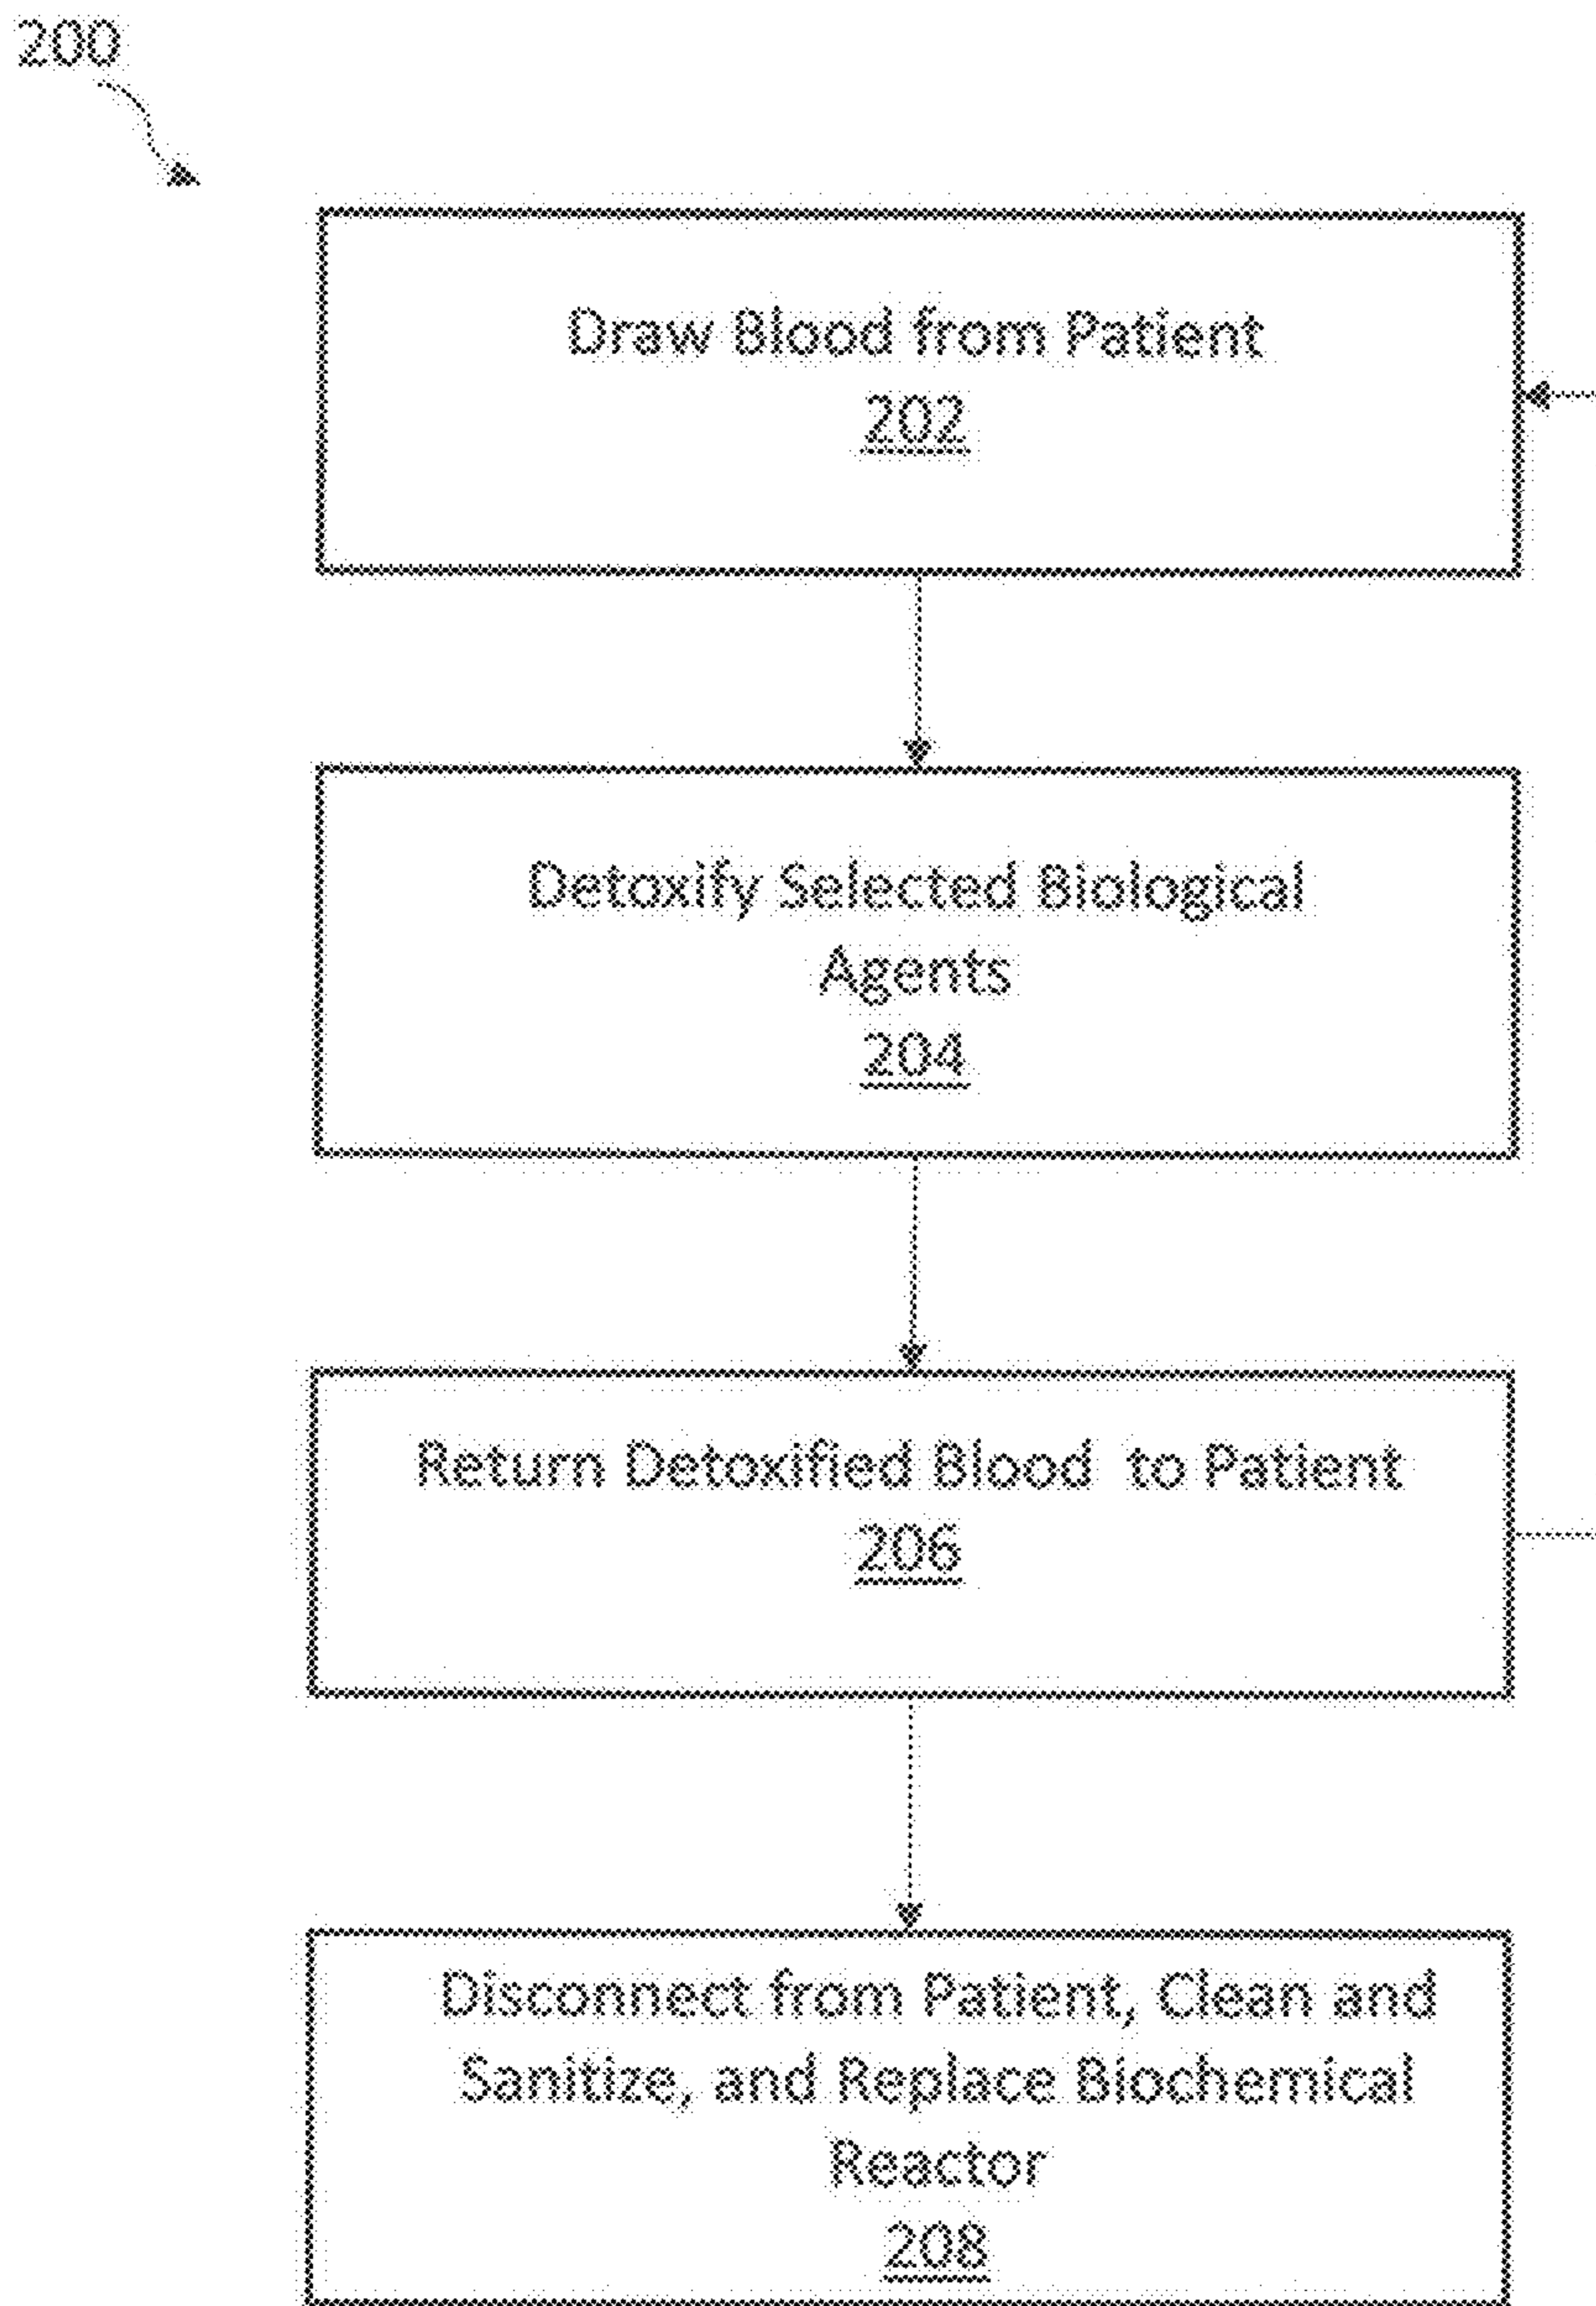 200
Draw Blood from Patient
202
Detoxify Selected Biological
Agents
204
Return Detoxified Blood to Patient
206
Disconnect from Patient, Clean and
Sanitize, and Replace Biochemical
Reactor
208